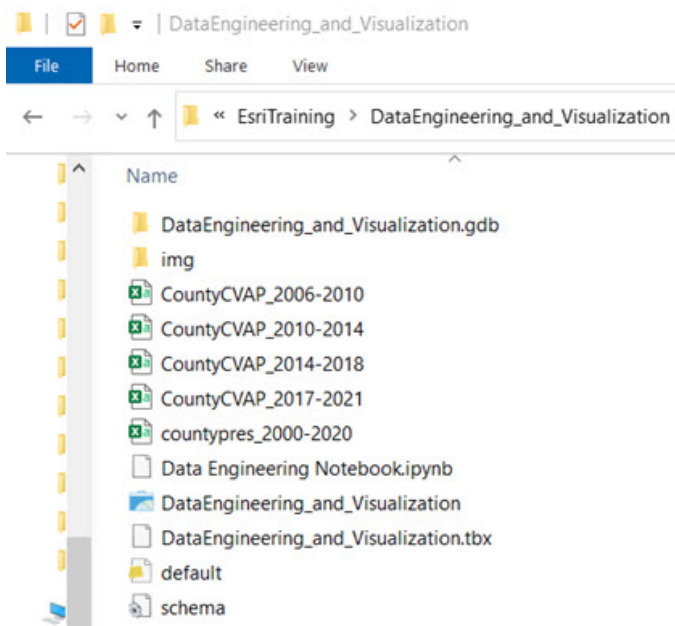 DataEngineering_and_Visualization
File Home Share View
« EsriTraining > DataEngineering_and_Visualization
Name
DataEngineering_and_Visualization.gdb
img
CountyCVAP_2006-2010
CountyCVAP_2010-2014
CountyCVAP_2014-2018
CountyCVAP_2017-2021
countypres_2000-2020
Data Engineering Notebook.ipynb
DataEngineering_and_Visualization
DataEngineering_and_Visualization.tbx
default
schema